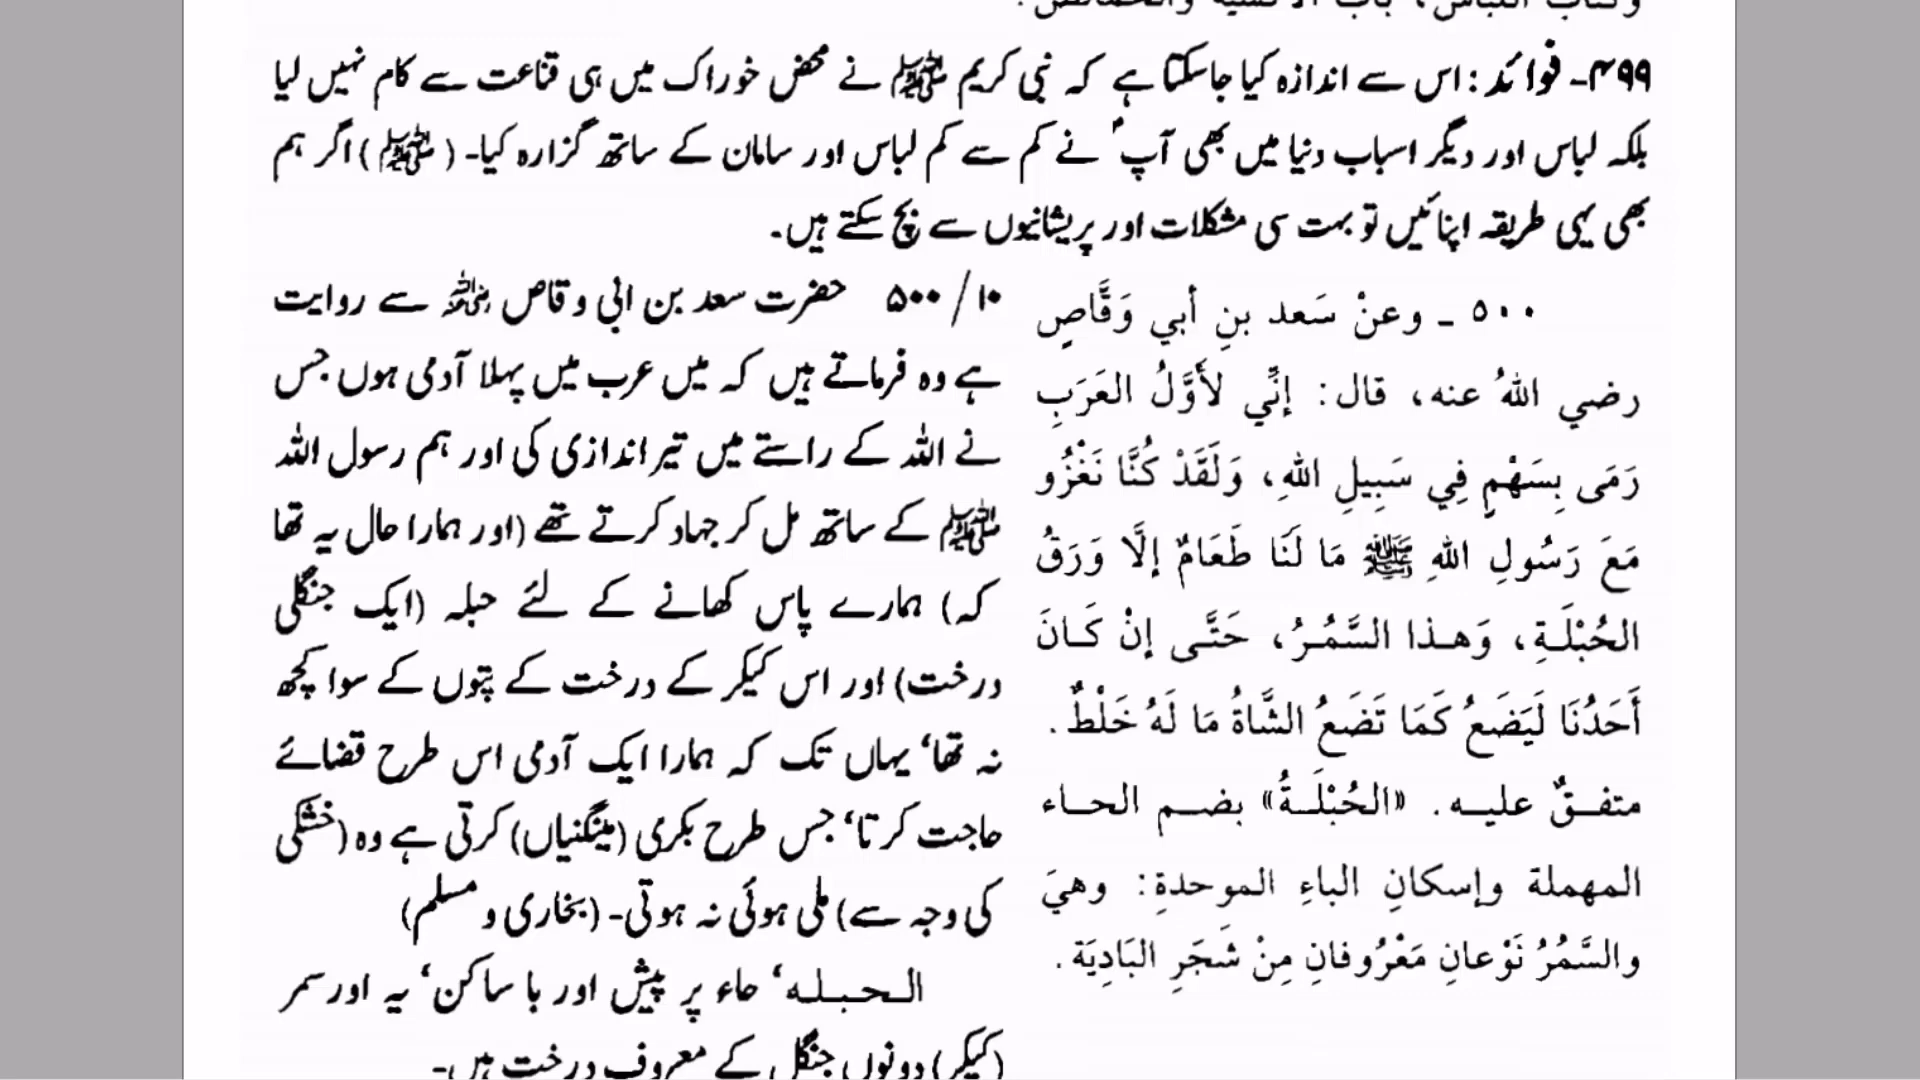 وكتاب اللباس، باب
۴۹۹۔ فوائد : اس سے اندازہ کیا جاسکتا ہے کہ نبی کریم ﷺ نے محض خوراک میں ہی قناعت سے کام نہیں لیا
بلکہ لباس اور دیگر اسباب دنیا میں بھی آپؐ نے کم سے کم لباس اور سامان کے ساتھ گزارہ کیا۔ (ﷺ) اگر ہم
بھی یہی طریقہ اپنائیں تو بہت سی مشکلات اور پریشانیوں سے بچ سکتے ہیں۔
٥٠٠ ـ وعنْ سَعد بنِ أبي وَقَّاصٍ
رضي اللهُ عنه، قال: إنِّي لأَوَّلُ العَرَبِ
رَمَى بِسَهْمٍ فِي سَبِيلِ اللهِ، وَلَقَدْ كُنَّا نَغْزُو
مَعَ رَسُولِ اللهِ ﷺ مَا لَنَا طَعَامٌ إلَّا وَرَقُ
الحُبْلَةِ، وَهذا السَّمُرُ، حَتَّى إنْ كَانَ
أَحَدُنَا لَيَضَعُ كَمَا تَضَعُ الشَّاةُ مَا لَهُ خَلْطٌ.
متفقٌ عليه. «الحُبْلَةُ» بضم الحاء
المهملة وإسكانِ الباءِ الموحدةِ: وهيَ
والسَّمُرُ نَوْعانِ مَعْرُوفانِ مِنْ شَجَرِ البَادِيَة.
۱۰/ ۵۰۰ حضرت سعد بن ابی وقاص رضی اللہ عنہ سے روایت
ہے وہ فرماتے ہیں کہ میں عرب میں پہلا آدمی ہوں جس
نے اللہ کے راستے میں تیر اندازی کی اور ہم رسول اللہ
ﷺ کے ساتھ مل کر جہاد کرتے تھے (اور ہمارا حال یہ تھا
کہ) ہمارے پاس کھانے کے لئے حبلہ (ایک جنگلی
درخت) اور اس کیکر کے درخت کے پتوں کے سوا کچھ
نہ تھا، یہاں تک کہ ہمارا ایک آدمی اس طرح قضائے
حاجت کرتا، جس طرح بکری (مینگنیاں) کرتی ہے وہ (خشکی
کی وجہ سے) ملی ہوئی نہ ہوتی۔ (بخاری و مسلم)
الحبلہ، حاء پر پیش اور با ساکن، یہ اور سمر
(کیکر) دونوں جنگل کے معروف درخت ہیں۔